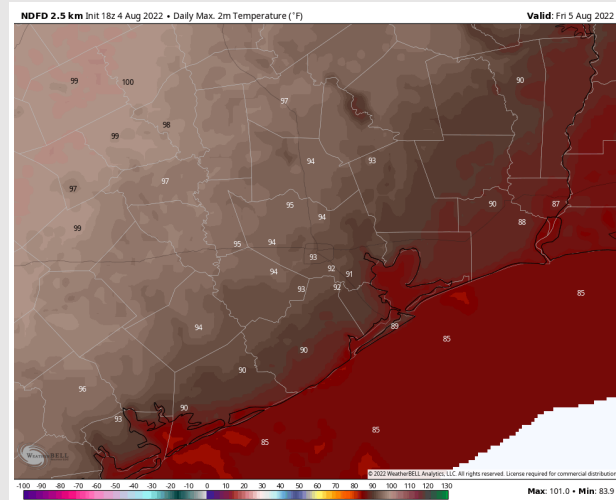 NDFD 2.5 km Init 18z 4 Aug 2022 • Daily Max. 2m Temperature (°F) Valid: Fri 5 Aug 2022
99 100 90
97
98
99
94 93
97
97
95 90 87
94 88
99
95 94
93
94 92 91
93 92 85
94 89
85
90
90
96
90
93
85 85
WeatherBELL
© 2022 WeatherBELL Analytics, LLC. All rights reserved. License required for commercial distribution
-100 -90 -80 -70 -60 -50 -40 -30 -20 -10 0 10 20 30 40 50 60 70 80 90 100 110 120 130
Max: 101.0 • Min: 83.9